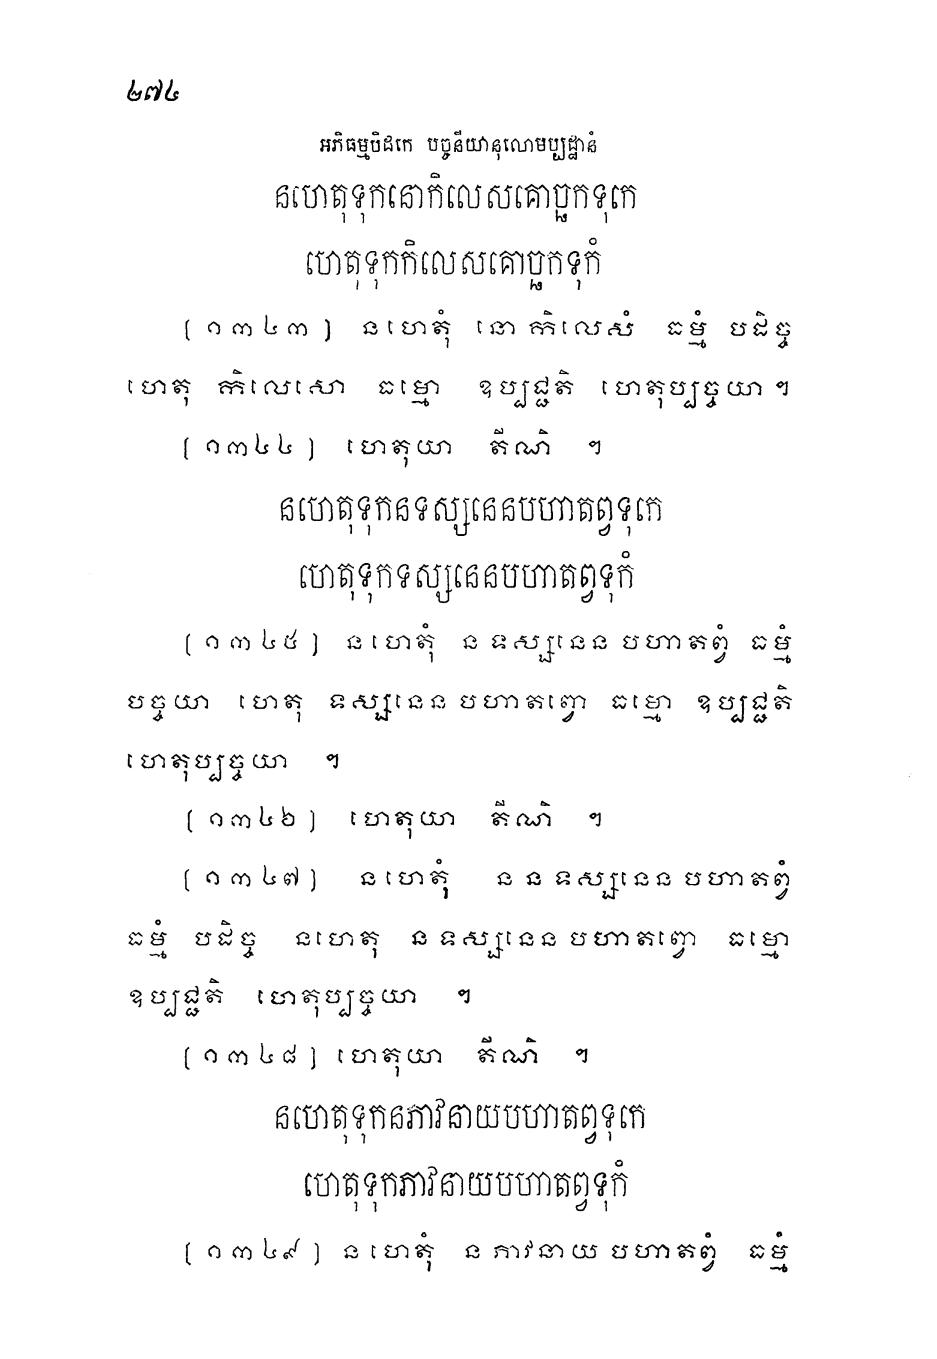 ២៧៤
អភិធម្មបិដកេ បច្ចនីយានុលោមប្បដ្ឋានំ
នហេតុទុកនោកិលេសគោច្ឆកទុកេ
ហេតុទុកកិលេសគោច្ឆកទុកំ
[១៣៤៣] នហេតុំ នោ កិលេសំ ធម្មំ បដិច្ច
ហេតុ កិលេសោ ធម្មោ ឧប្បជ្ជតិ ហេតុប្បច្ចយា ។
[១៣៤៤] ហេតុយា តីណិ ។
នហេតុទុកនទស្សនេនបហាតព្វទុកេ
ហេតុទុកទស្សនេនបហាតព្វទុកំ
[១៣៤៥] នហេតុំ ន ទស្សនេន បហាតព្វំ ធម្មំ
បច្ចយា ហេតុ ទស្សនេន បហាតព្វោ ធម្មោ ឧប្បជ្ជតិ
ហេតុប្បច្ចយា ។
[១៣៤៦] ហេតុយា តីណិ ។
[១៣៤៧] នហេតុំ ន ន ទស្សនេន បហាតព្វំ
ធម្មំ បដិច្ច នហេតុ ន ទស្សនេន បហាតព្វោ ធម្មោ
ឧប្បជ្ជតិ ហេតុប្បច្ចយា ។
[១៣៤៨] ហេតុយា តីណិ ។
នហេតុទុកនភាវនាយបហាតព្វទុកេ
ហេតុទុកភាវនាយបហាតព្វទុកំ
[១៣៤៩] នហេតុំ ន ភាវនាយ បហាតព្វំ ធម្មំ